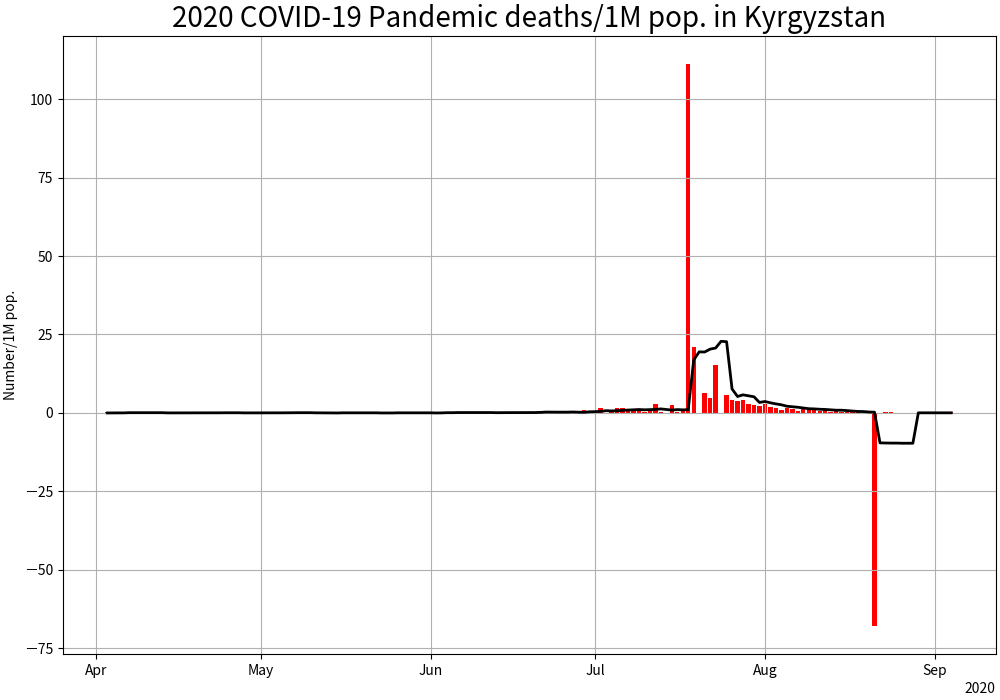 2020 COVID-19 Pandemic deaths/1M pop. in Kyrgyzstan
Number/1M pop.
100
75
50
25
0
−25
−50
−75
Apr
May
Jun
Jul
Aug
Sep
2020